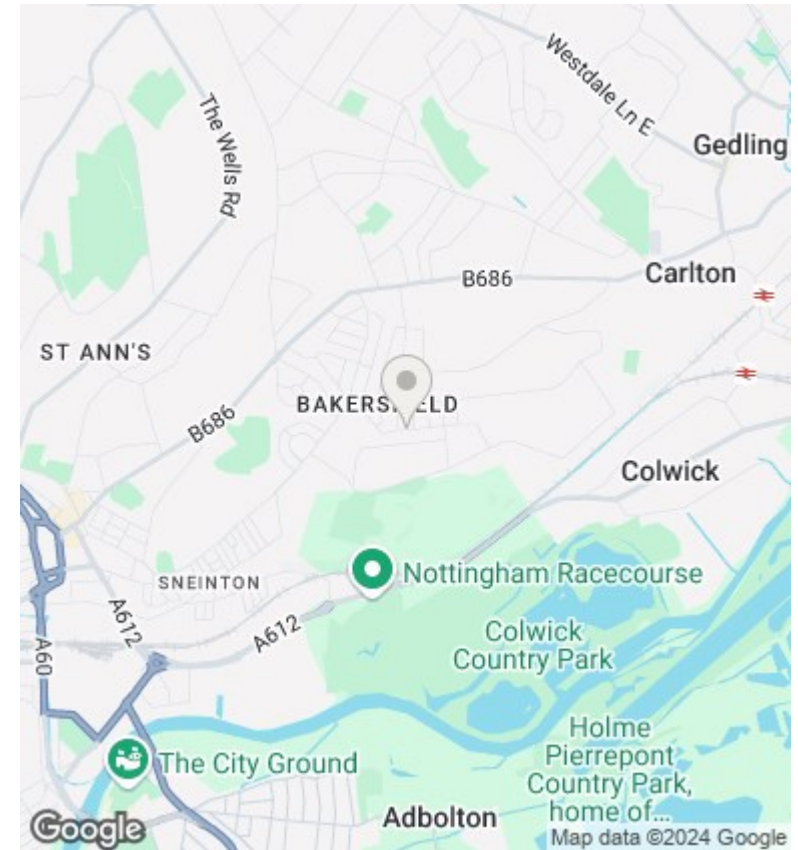 Westdale Ln E
The Wells Rd
Gedling
B686
Carlton
ST ANN'S
BAKERSFIELD
B686
Colwick
Nottingham Racecourse
SNEINTON
A612
A612
A60
Colwick
Country Park
Holme
Pierrepont
Country Park,
home of...
The City Ground
Adbolton
Google
Map data ©2024 Google